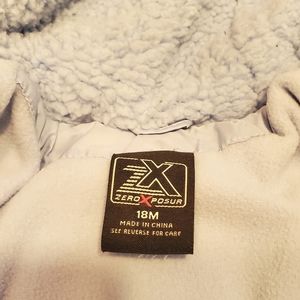 ZX
ZEROXPOSUR
18M
MADE IN CHINA
SEE REVERSE FOR CARE